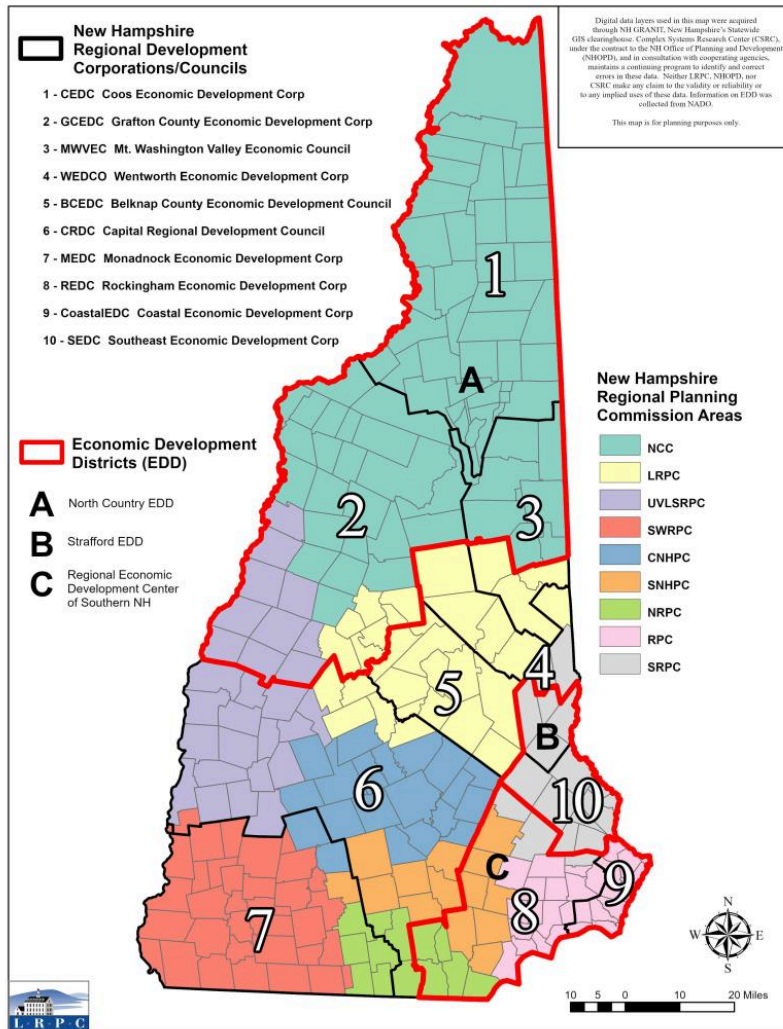 New Hampshire
Regional Development
Corporations/Councils
1 - CEDC Coos Economic Development Corp
2 - GCEDC Grafton County Economic Development Corp
3 - MWVEC Mt. Washington Valley Economic Council
4 - WEDCO Wentworth Economic Development Corp
5 - BCEDC Belknap County Economic Development Council
6 - CRDC Capital Regional Development Council
7 - MEDC Monadnock Economic Development Corp
8 - REDC Rockingham Economic Development Corp
9 - CoastalEDC Coastal Economic Development Corp
10 - SEDC Southeast Economic Development Corp
Digital data layers used in this map were acquired
through NH GRANIT, New Hampshire's Statewide
GIS clearinghouse. Complex Systems Research Center (CSRC),
under the contract to the NH Office of Planning and Development
(NHOPD), and in consultation with cooperating agencies,
maintains a continuing program to identify and correct
errors in these data. Neither LRPC, NHOPD, nor
CSRC make any claim to the validity or reliability or
to any implied uses of these data. Information on EDD was
collected from NADO.
This map is for planning purposes only.
Economic Development
Districts (EDD)
A North Country EDD
B Strafford EDD
C Regional Economic
Development Center
of Southern NH
1
A
2
3
4
5
B
6
10
C
9
8
7
New Hampshire
Regional Planning
Commission Areas
NCC
LRPC
UVLSRPC
SWRPC
CNHPC
SNHPC
NRPC
RPC
SRPC
N
W E
S
10 5 0 10 20 Miles
L·R·P·C